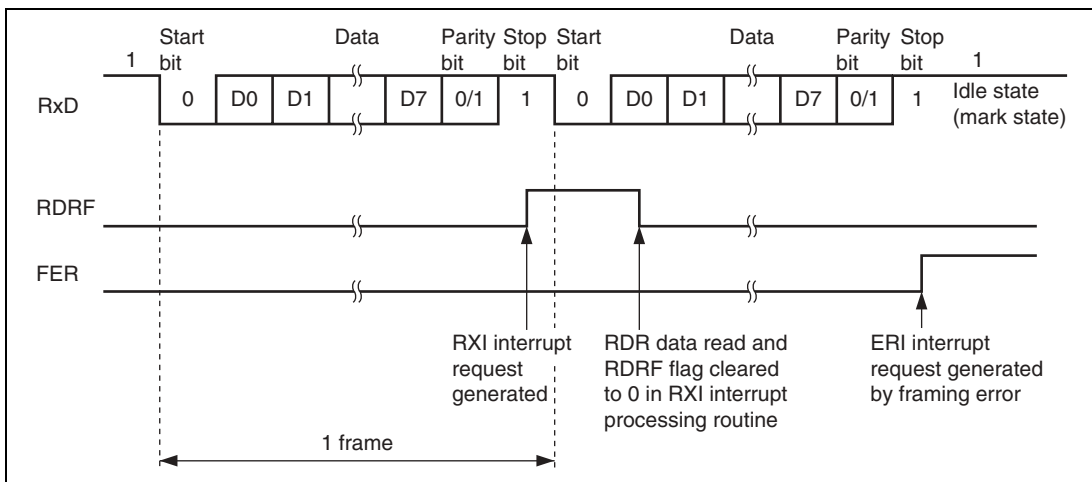 Start bit Data Parity bit Stop bit Start bit Data Parity bit Stop bit
1 1
RxD 0 D0 D1 D7 0/1 1 0 D0 D1 D7 0/1 1 Idle state (mark state)
RDRF
FER
RXI interrupt
request
generated
RDR data read and
RDRF flag cleared
to 0 in RXI interrupt
processing routine
ERI interrupt
request generated
by framing error
1 frame